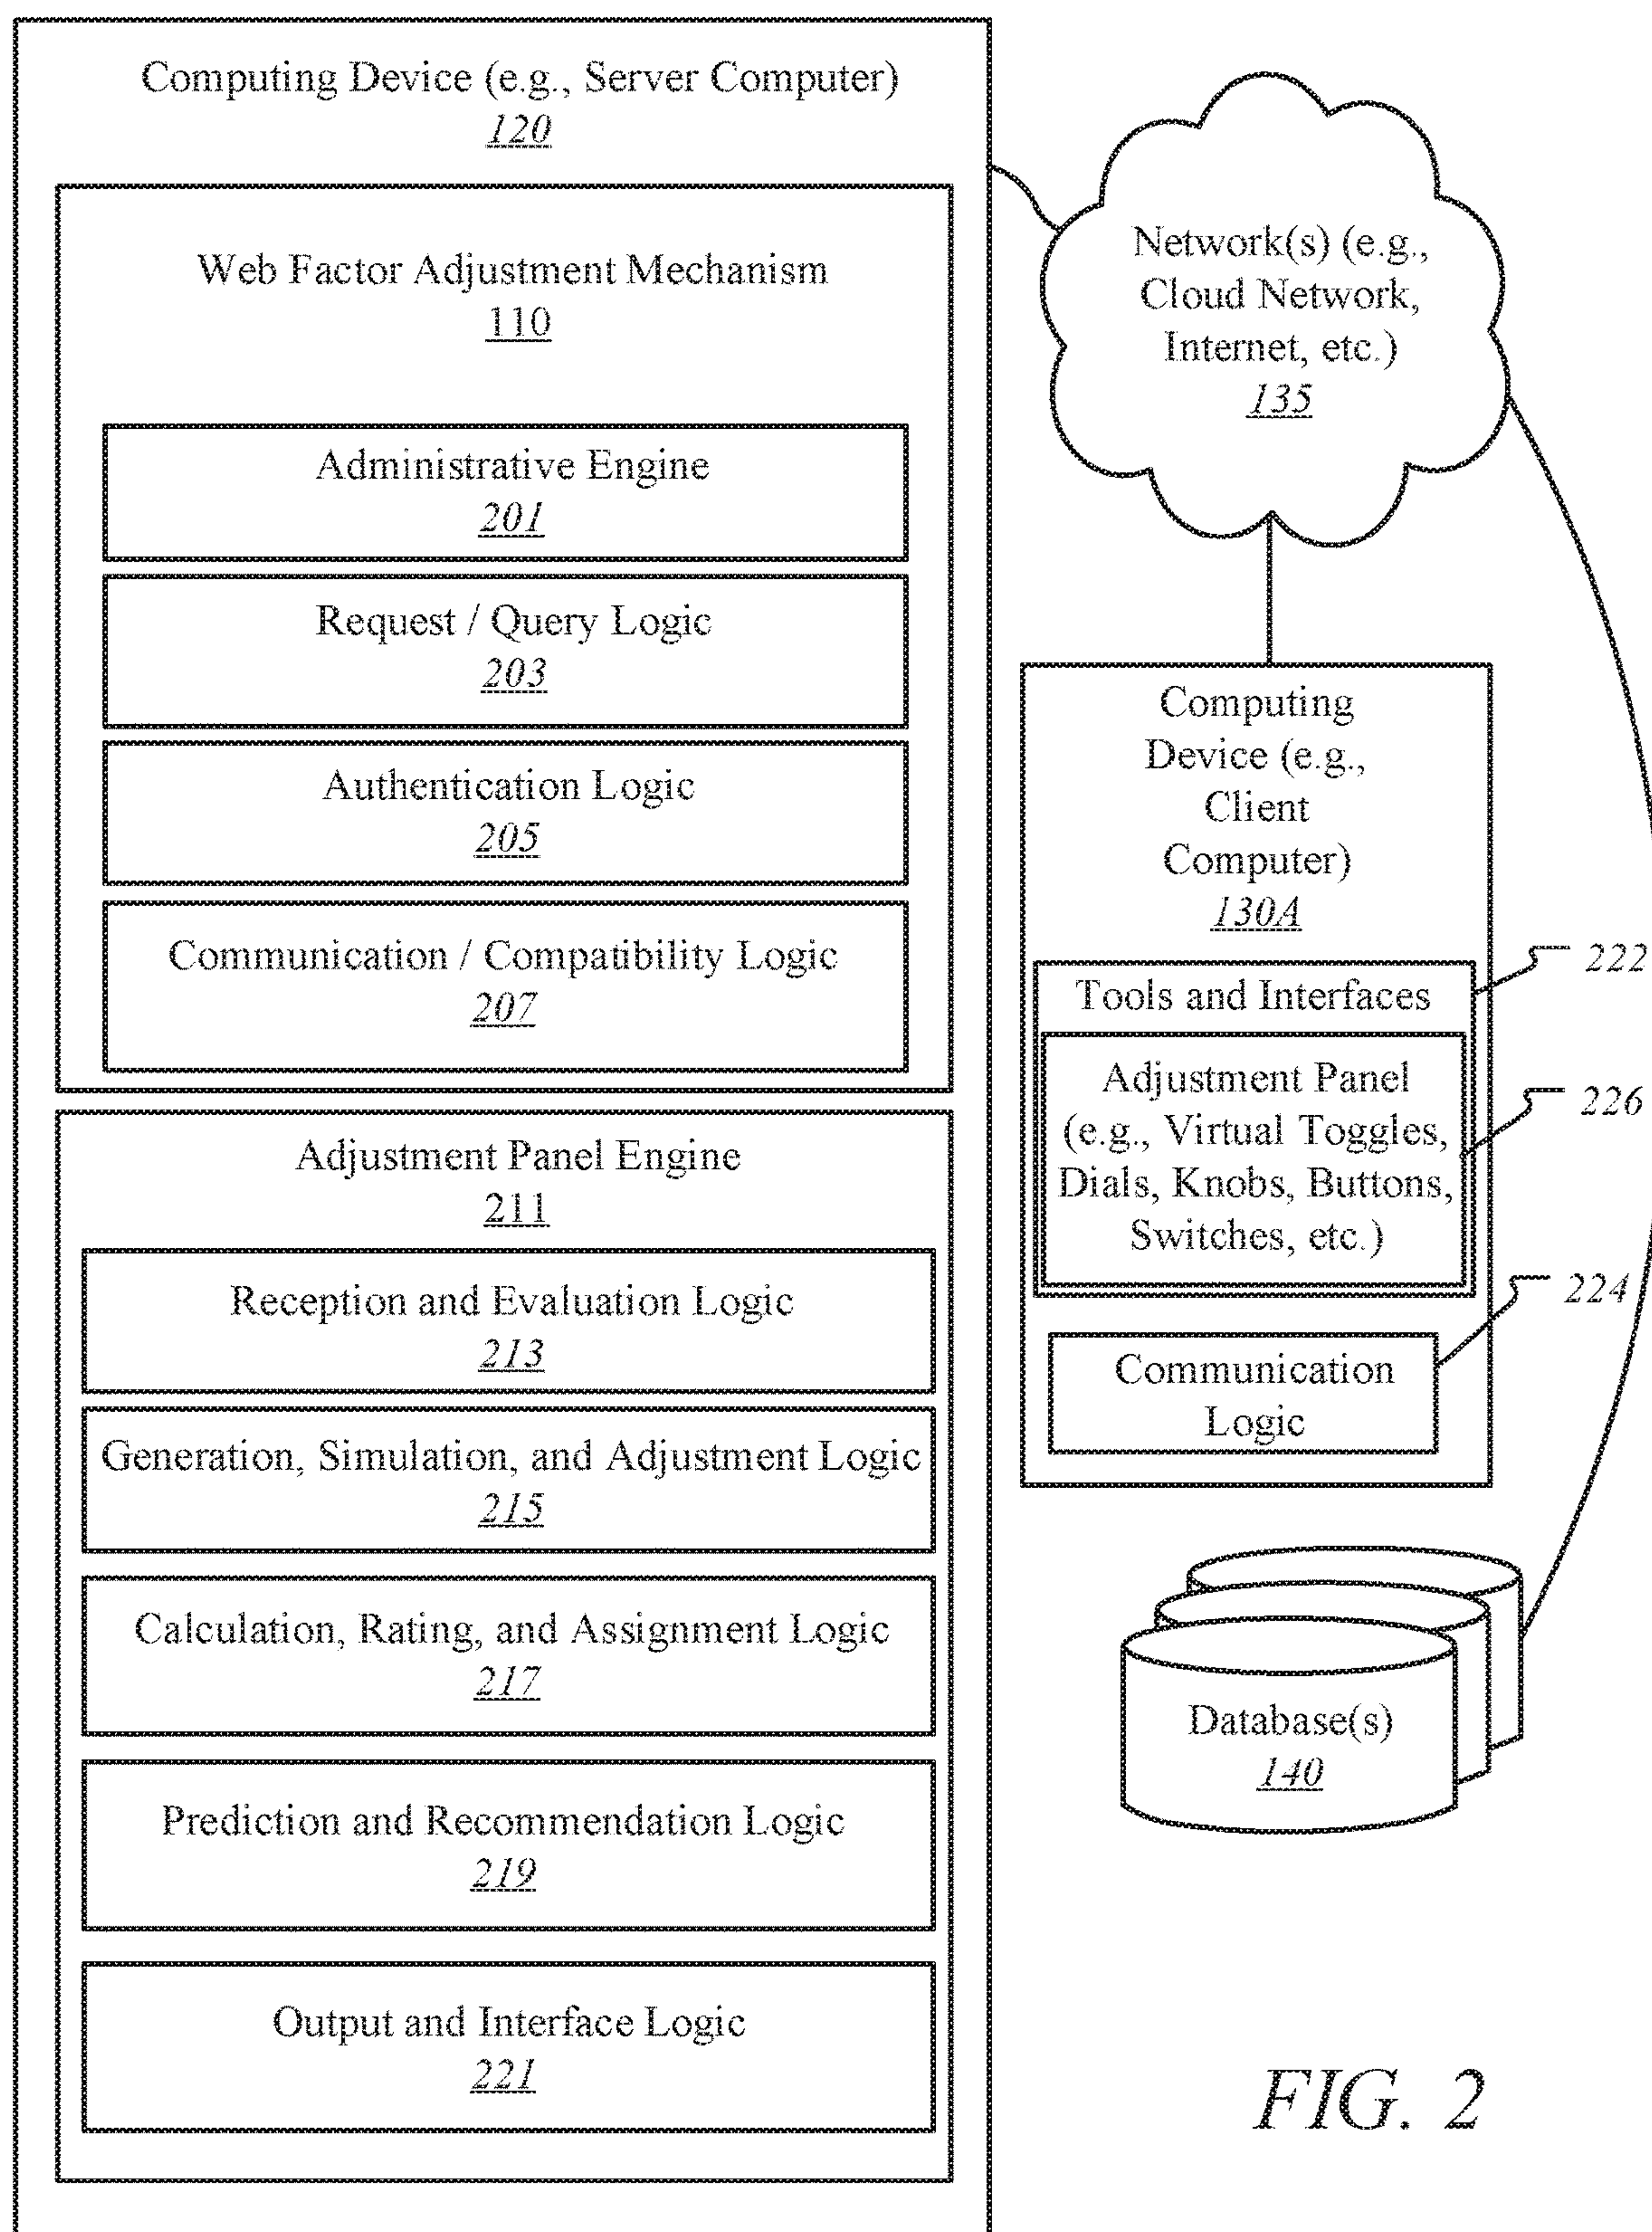 Computing Device (e.g., Server Computer)
120
Web Factor Adjustment Mechanism
110
Administrative Engine
201
Request / Query Logic
203
Authentication Logic
205
Communication / Compatibility Logic
207
Adjustment Panel Engine
211
Reception and Evaluation Logic
213
Generation, Simulation, and Adjustment Logic
215
Calculation, Rating, and Assignment Logic
217
Prediction and Recommendation Logic
219
Output and Interface Logic
221
Network(s) (e.g.,
Cloud Network,
Internet, etc.)
135
Computing
Device (e.g.,
Client
Computer)
130A
222
Tools and Interfaces
Adjustment Panel
(e.g., Virtual Toggles,
Dials, Knobs, Buttons,
Switches, etc.)
226
224
Communication
Logic
Database(s)
140
FIG. 2